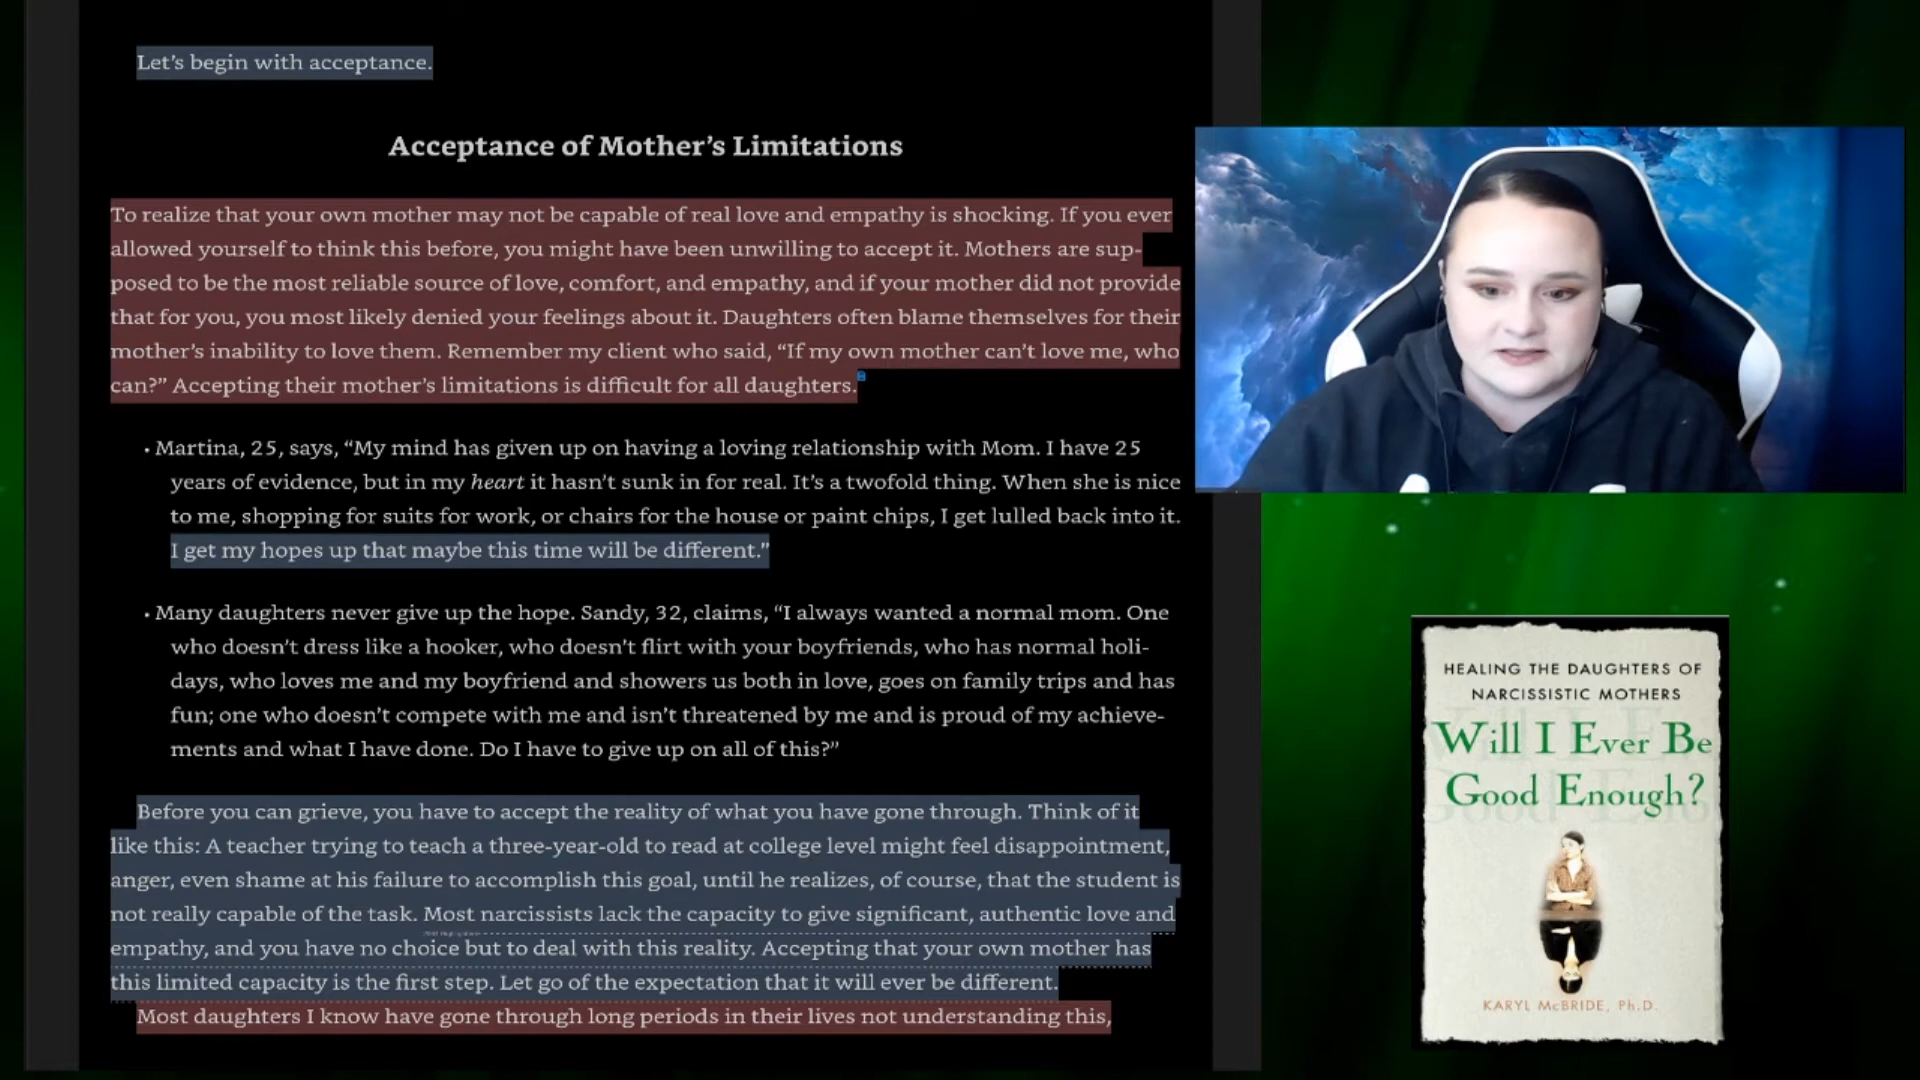 Let's begin with acceptance.
Acceptance of Mother's Limitations
To realize that your own mother may not be capable of real love and empathy is shocking. If you ever
allowed yourself to think this before, you might have been unwilling to accept it. Mothers are sup-
posed to be the most reliable source of love, comfort, and empathy, and if your mother did not provide
that for you, you most likely denied your feelings about it. Daughters often blame themselves for their
mother's inability to love them. Remember my client who said, “If my own mother can't love me, who
can?” Accepting their mother's limitations is difficult for all daughters.
• Martina, 25, says, “My mind has given up on having a loving relationship with Mom. I have 25
years of evidence, but in my heart it hasn't sunk in for real. It's a twofold thing. When she is nice
to me, shopping for suits for work, or chairs for the house or paint chips, I get lulled back into it.
I get my hopes up that maybe this time will be different.”
• Many daughters never give up the hope. Sandy, 32, claims, “I always wanted a normal mom. One
who doesn't dress like a hooker, who doesn't flirt with your boyfriends, who has normal holi-
days, who loves me and my boyfriend and showers us both in love, goes on family trips and has
fun; one who doesn't compete with me and isn't threatened by me and is proud of my achieve-
ments and what I have done. Do I have to give up on all of this?”
Before you can grieve, you have to accept the reality of what you have gone through. Think of it
like this: A teacher trying to teach a three-year-old to read at college level might feel disappointment,
anger, even shame at his failure to accomplish this goal, until he realizes, of course, that the student is
not really capable of the task. Most narcissists lack the capacity to give significant, authentic love and
empathy, and you have no choice but to deal with this reality. Accepting that your own mother has
this limited capacity is the first step. Let go of the expectation that it will ever be different.
Most daughters I know have gone through long periods in their lives not understanding this,
HEALING THE DAUGHTERS OF
NARCISSISTIC MOTHERS
Will I Ever Be
Good Enough?
KARYL McBRIDE, Ph.D.